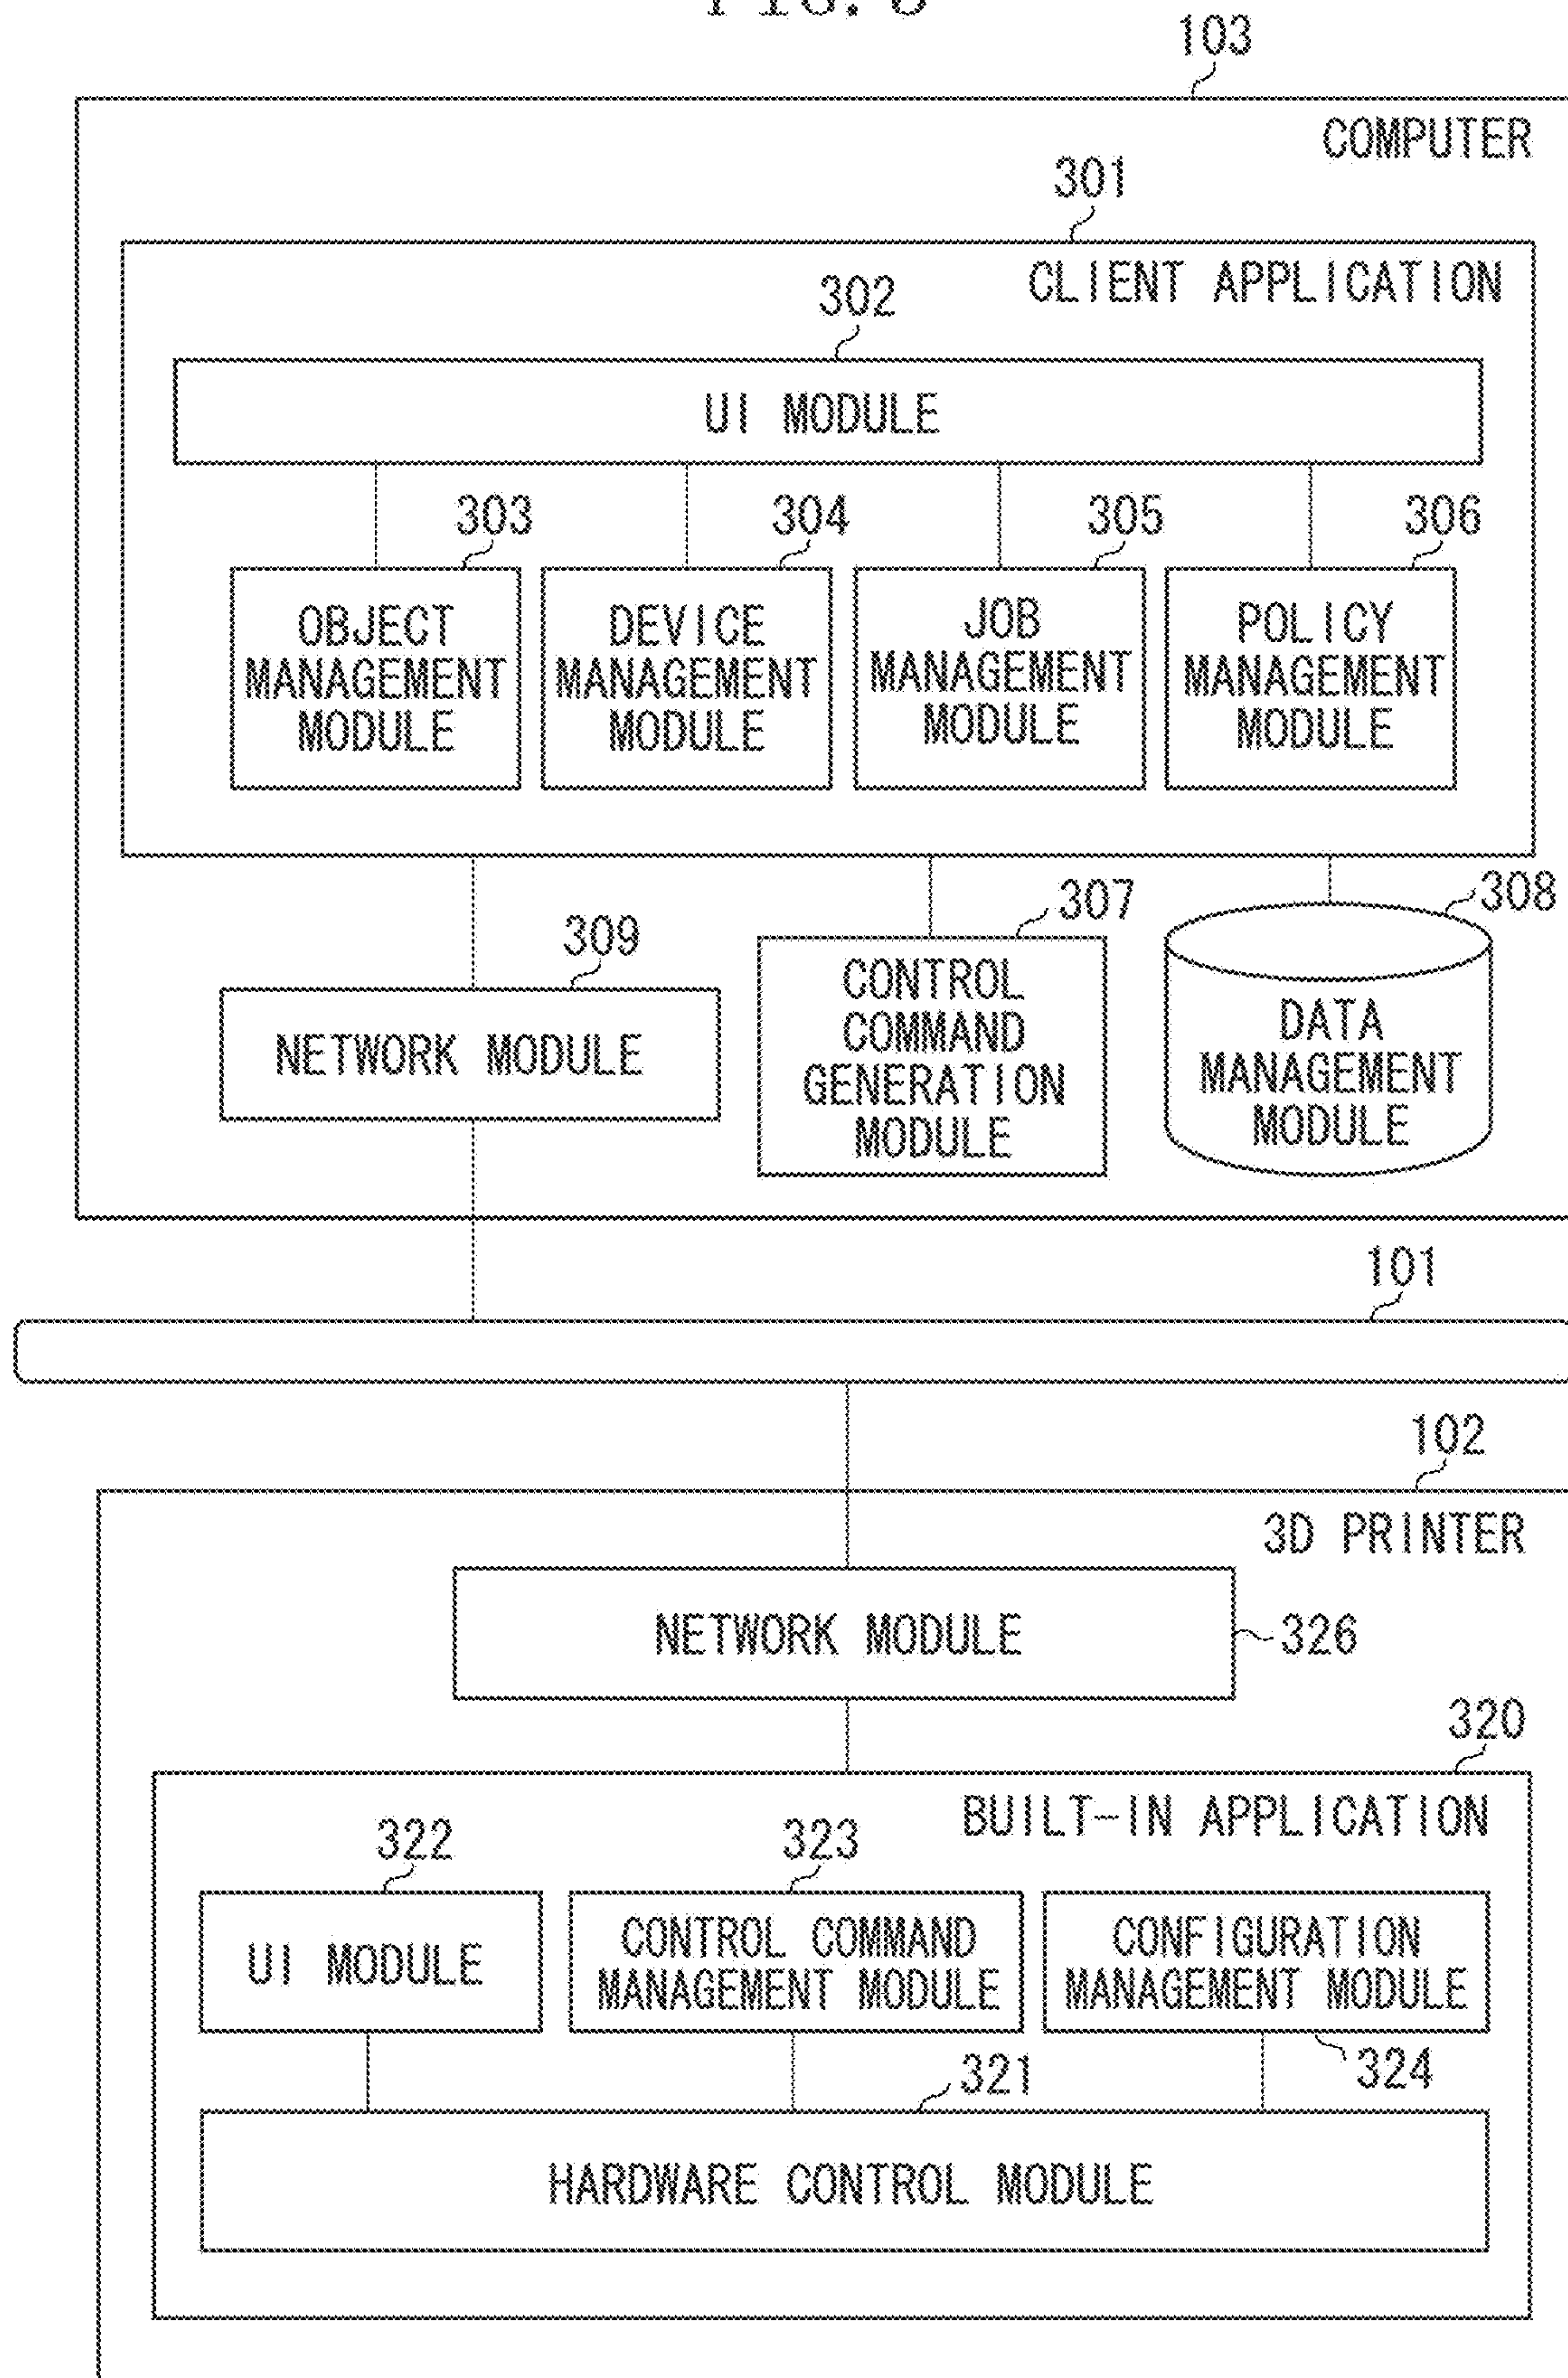 103
COMPUTER
301
CLIENT APPLICATION
302
UI MODULE
303
304
305
306
OBJECT
MANAGEMENT
MODULE
DEVICE
MANAGEMENT
MODULE
JOB
MANAGEMENT
MODULE
POLICY
MANAGEMENT
MODULE
309
NETWORK MODULE
307
CONTROL
COMMAND
GENERATION
MODULE
308
DATA
MANAGEMENT
MODULE
101
102
3D PRINTER
NETWORK MODULE
326
320
BUILT-IN APPLICATION
322
UI MODULE
323
CONTROL COMMAND
MANAGEMENT MODULE
CONFIGURATION
MANAGEMENT MODULE
324
321
HARDWARE CONTROL MODULE